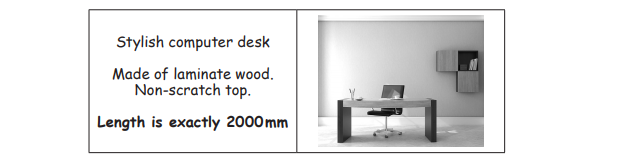 Stylish computer desk
Made of laminate wood.
Non-scratch top.
Length is exactly 2000mm